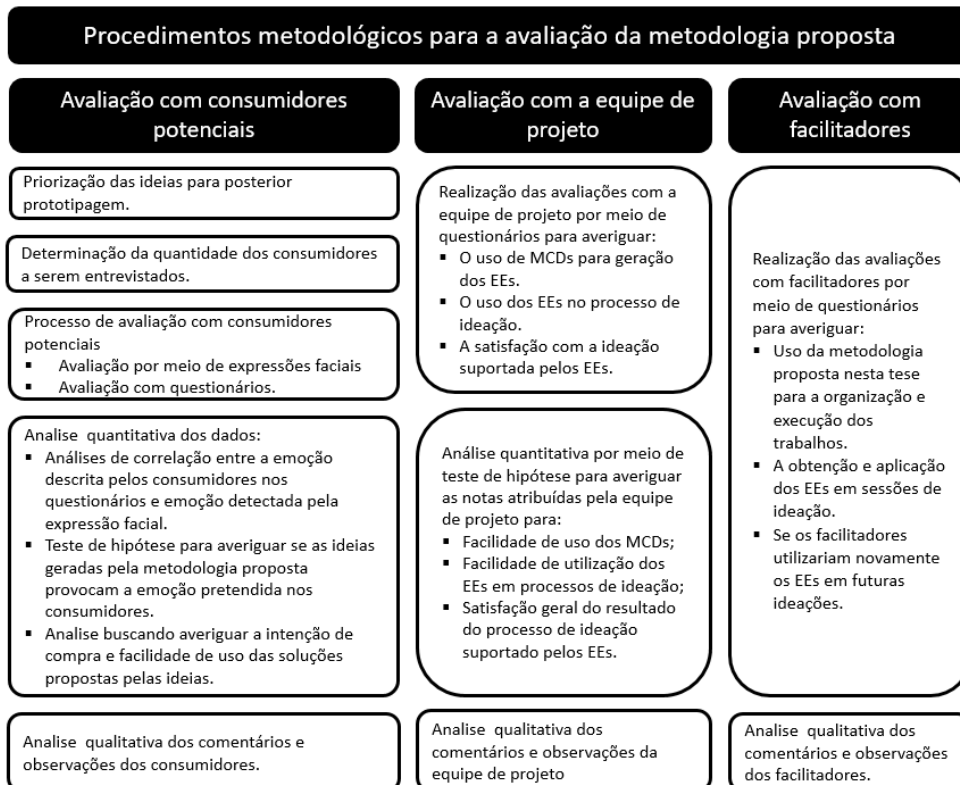 Procedimentos metodológicos para a avaliação da metodologia proposta
Avaliação com consumidores
potenciais
Priorização das ideias para posterior
prototipagem.
Determinação da quantidade dos consumidores
a serem entrevistados.
Processo de avaliação com consumidores
potenciais
▪ Avaliação por meio de expressões faciais
▪ Avaliação com questionários.
Analise quantitativa dos dados:
▪ Análises de correlação entre a emoção
descrita pelos consumidores nos
questionários e emoção detectada pela
expressão facial.
▪ Teste de hipótese para averiguar se as ideias
geradas pela metodologia proposta
provocam a emoção pretendida nos
consumidores.
▪ Analise buscando averiguar a intenção de
compra e facilidade de uso das soluções
propostas pelas ideias.
Analise qualitativa dos comentários e
observações dos consumidores.
Avaliação com a equipe de
projeto
Realização das avaliações com a
equipe de projeto por meio de
questionários para averiguar:
▪ O uso de MCDs para geração
dos EEs.
▪ O uso dos EEs no processo de
ideação.
▪ A satisfação com a ideação
suportada pelos EEs.
Análise quantitativa por meio de
teste de hipótese para averiguar
as notas atribuídas pela equipe
de projeto para:
▪ Facilidade de uso dos MCDs;
▪ Facilidade de utilização dos
EEs em processos de ideação;
▪ Satisfação geral do resultado
do processo de ideação
suportado pelos EEs.
Analise qualitativa dos
comentários e observações da
equipe de projeto
Avaliação com
facilitadores
Realização das avaliações
com facilitadores por
meio de questionários
para averiguar:
▪ Uso da metodologia
proposta nesta tese
para a organização e
execução dos
trabalhos.
▪ A obtenção e aplicação
dos EEs em sessões de
ideação.
▪ Se os facilitadores
utilizariam novamente
os EEs em futuras
ideações.
Analise qualitativa dos
comentários e observações
dos facilitadores.